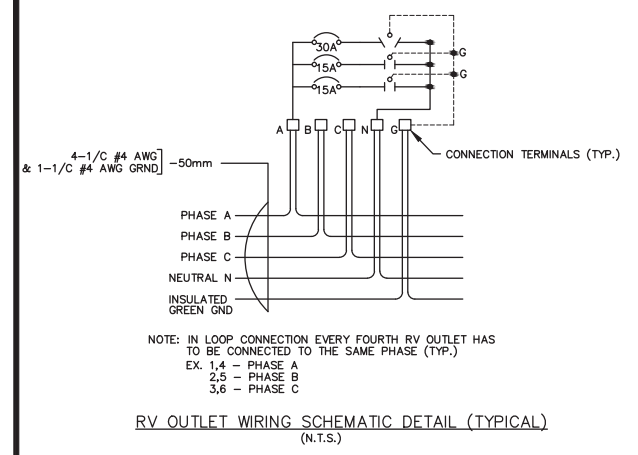 30A
G
15A
G
15A
A B C N G
CONNECTION TERMINALS (TYP.)
4-1/C #4 AWG
& 1-1/C #4 AWG GRND
50mm
PHASE A
PHASE B
PHASE C
NEUTRAL N
INSULATED
GREEN GND
NOTE: IN LOOP CONNECTION EVERY FOURTH RV OUTLET HAS
TO BE CONNECTED TO THE SAME PHASE (TYP.)
EX. 1,4 - PHASE A
2,5 - PHASE B
3,6 - PHASE C
RV OUTLET WIRING SCHEMATIC DETAIL (TYPICAL)
(N.T.S.)